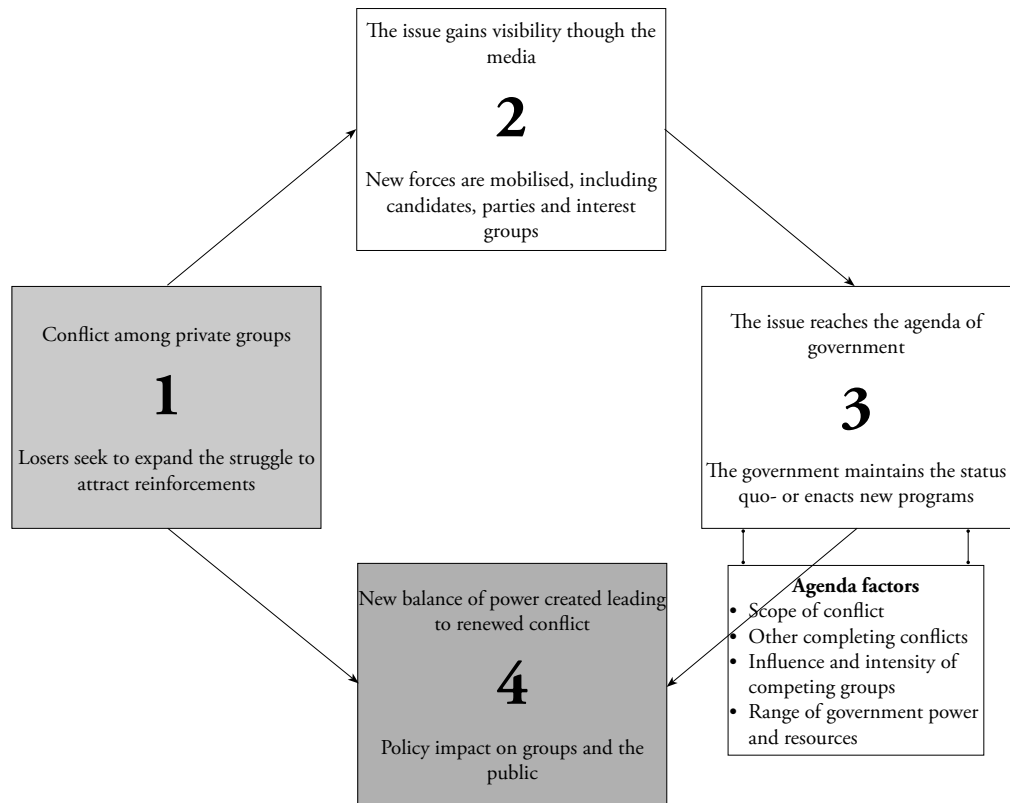 The issue gains visibility though the
media
2
New forces are mobilised, including
candidates, parties and interest
groups
Conflict among private groups
1
Losers seek to expand the struggle to
attract reinforcements
The issue reaches the agenda of
government
3
The government maintains the status
quo- or enacts new programs
New balance of power created leading
to renewed conflict
4
Policy impact on groups and the
public
Agenda factors
• Scope of conflict
• Other completing conflicts
• Influence and intensity of
competing groups
• Range of government power
and resources